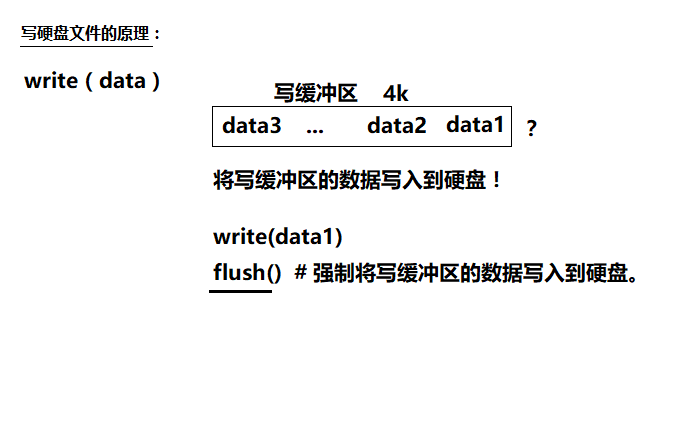 写硬盘文件的原理：
write（data）
写缓冲区 4k
data3 ... data2 data1 ？
将写缓冲区的数据写入到硬盘！
write(data1)
flush() # 强制将写缓冲区的数据写入到硬盘。